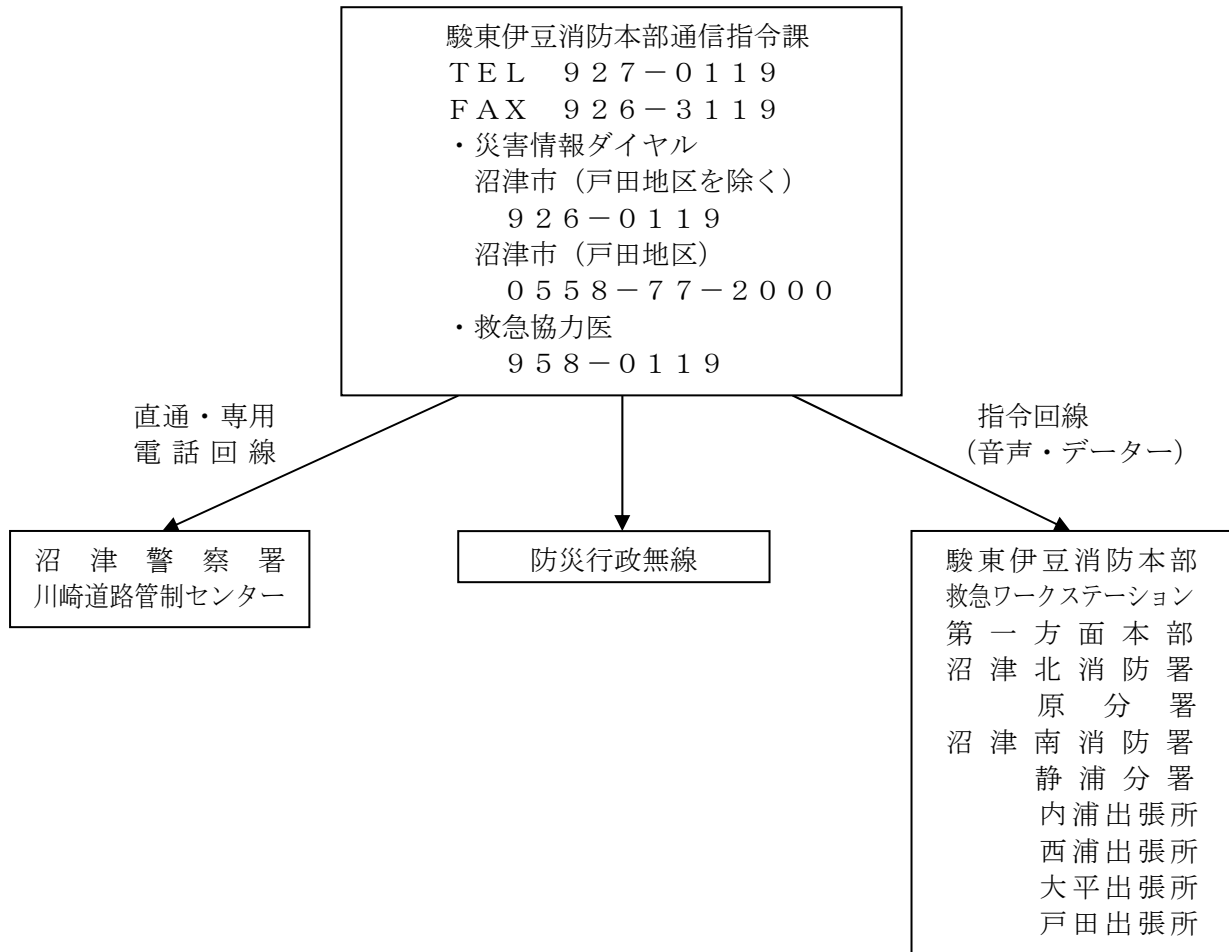 駿東伊豆消防本部通信指令課
ＴＥＬ　９２７－０１１９
ＦＡＸ　９２６－３１１９
・災害情報ダイヤル
沼津市（戸田地区を除く）
９２６－０１１９
沼津市（戸田地区）
０５５８－７７－２０００
・救急協力医
９５８－０１１９
直通・専用
電話回線
指令回線
（音声・データー）
沼津警察署
川崎道路管制センター
防災行政無線
駿東伊豆消防本部
救急ワークステーション
第一方面本部
沼津北消防署
原分署
沼津南消防署
静浦分署
内浦出張所
西浦出張所
大平出張所
戸田出張所